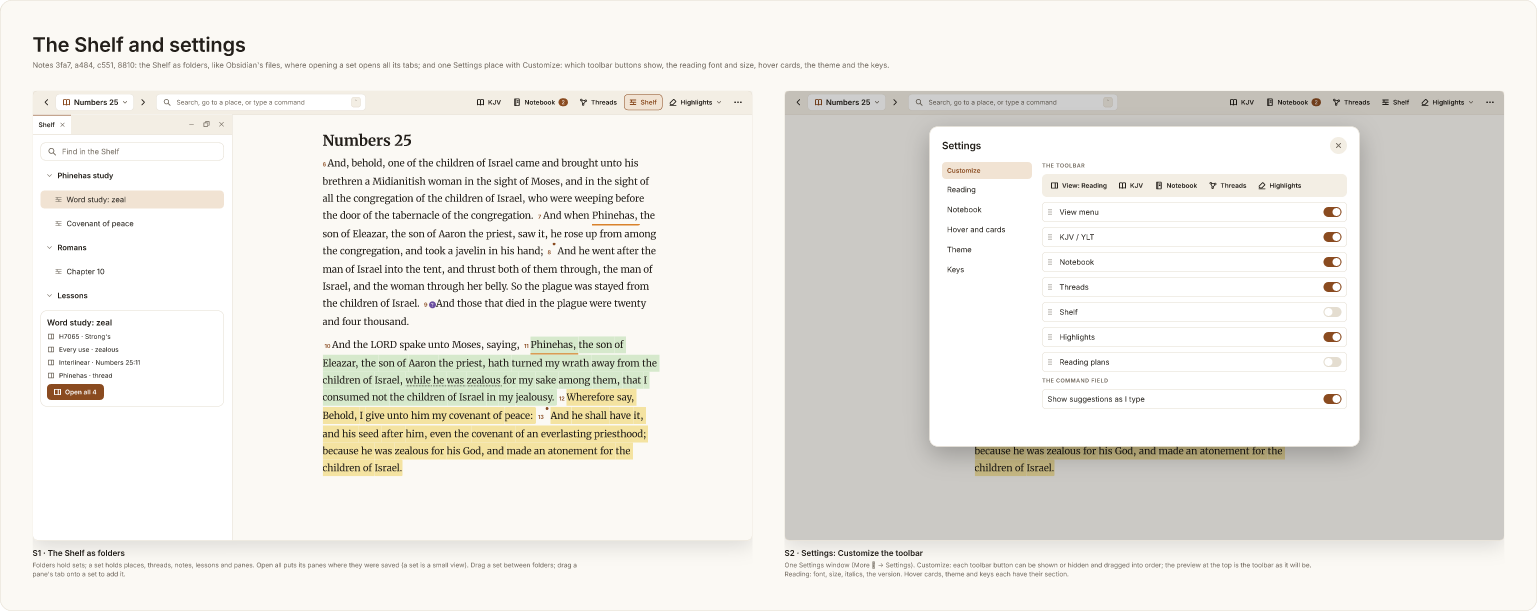 The Shelf and settings
Notes 3fa7, a484, c551, 8810: the Shelf as folders, like Obsidian's files, where opening a set opens all its tabs; and one Settings place with Customize: which toolbar buttons show, the reading font and size, hover cards, the theme and the keys.
Numbers 25
Search, go to a place, or type a command
KJV
Notebook 2
Threads
Shelf
Highlights
Shelf
Find in the Shelf
Phinehas study
Word study: zeal
Covenant of peace
Romans
Chapter 10
Lessons
Word study: zeal
H7065 · Strong's
Every use · zealous
Interlinear · Numbers 25:11
Phinehas · thread
Open all 4
Numbers 25
6 And, behold, one of the children of Israel came and brought unto his
brethren a Midianitish woman in the sight of Moses, and in the sight of
all the congregation of the children of Israel, who were weeping before
the door of the tabernacle of the congregation. 7 And when Phinehas, the
son of Eleazar, the son of Aaron the priest, saw it, he rose up from among
the congregation, and took a javelin in his hand; 8 And he went after the
man of Israel into the tent, and thrust both of them through, the man of
Israel, and the woman through her belly. So the plague was stayed from
the children of Israel. 9 And those that died in the plague were twenty
and four thousand.
10 And the LORD spake unto Moses, saying, 11 Phinehas, the son of
Eleazar, the son of Aaron the priest, hath turned my wrath away from the
children of Israel, while he was zealous for my sake among them, that I
consumed not the children of Israel in my jealousy. 12 Wherefore say,
Behold, I give unto him my covenant of peace: 13 And he shall have it,
and his seed after him, even the covenant of an everlasting priesthood;
because he was zealous for his God, and made an atonement for the
children of Israel.
S1 · The Shelf as folders
Folders hold sets; a set holds places, threads, notes, lessons and panes. Open all puts its panes where they were saved (a set is a small view). Drag a set between folders; drag a
pane's tab onto a set to add it.
Numbers 25
Search, go to a place, or type a command
KJV
Notebook 2
Threads
Shelf
Highlights
Settings
Customize
Reading
Notebook
Hover and cards
Theme
Keys
THE TOOLBAR
View: Reading
KJV
Notebook
Threads
Highlights
View menu
KJV / YLT
Notebook
Threads
Shelf
Highlights
Reading plans
THE COMMAND FIELD
Show suggestions as I type
because he was zealous for his God, and made an atonement for the
children of Israel.
S2 · Settings: Customize the toolbar
One Settings window (More → Settings). Customize: each toolbar button can be shown or hidden and dragged into order; the preview at the top is the toolbar as it will be.
Reading: font, size, italics, the version. Hover cards, theme and keys each have their section.